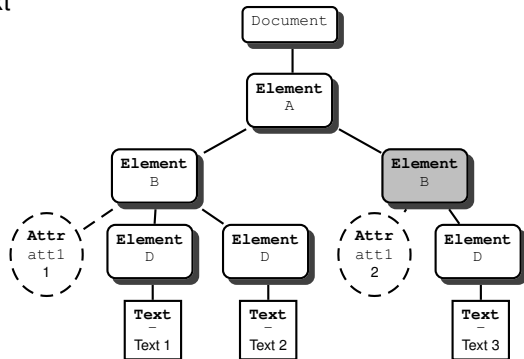 Document
Element
A
Element
B
Element
B
Attr
att1
1
Element
D
Element
D
Attr
att1
2
Element
D
Text
–
Text 1
Text
–
Text 2
Text
–
Text 3